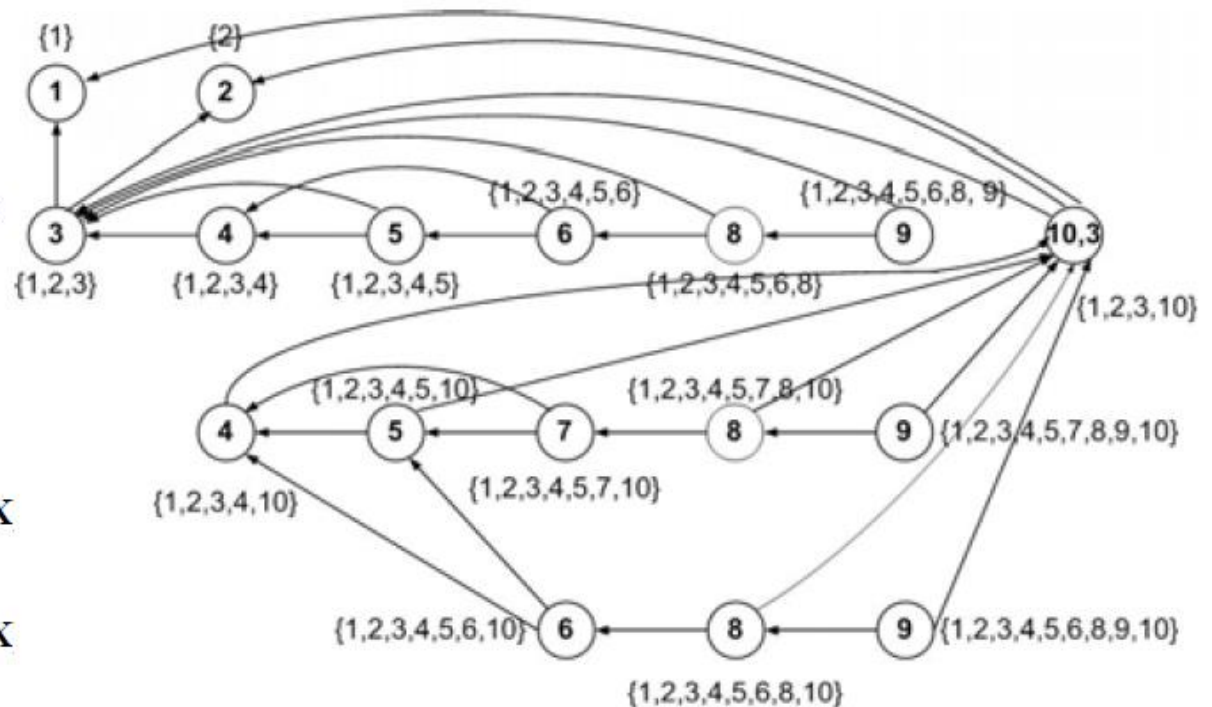 {1} {2}
1 2
{1,2,3,4,5,6} {1,2,3,4,5,6,8, 9}
3 4 5 6 8 9 10,3
{1,2,3} {1,2,3,4} {1,2,3,4,5} {1,2,3,4,5,6,8}
{1,2,3,10}
{1,2,3,4,5,10} {1,2,3,4,5,7,8,10}
4 5 7 8 9 {1,2,3,4,5,7,8,9,10}
{1,2,3,4,10} {1,2,3,4,5,7,10}
x
{1,2,3,4,5,6,10} 6 8 9 {1,2,3,4,5,6,8,9,10}
x
{1,2,3,4,5,6,8,10}